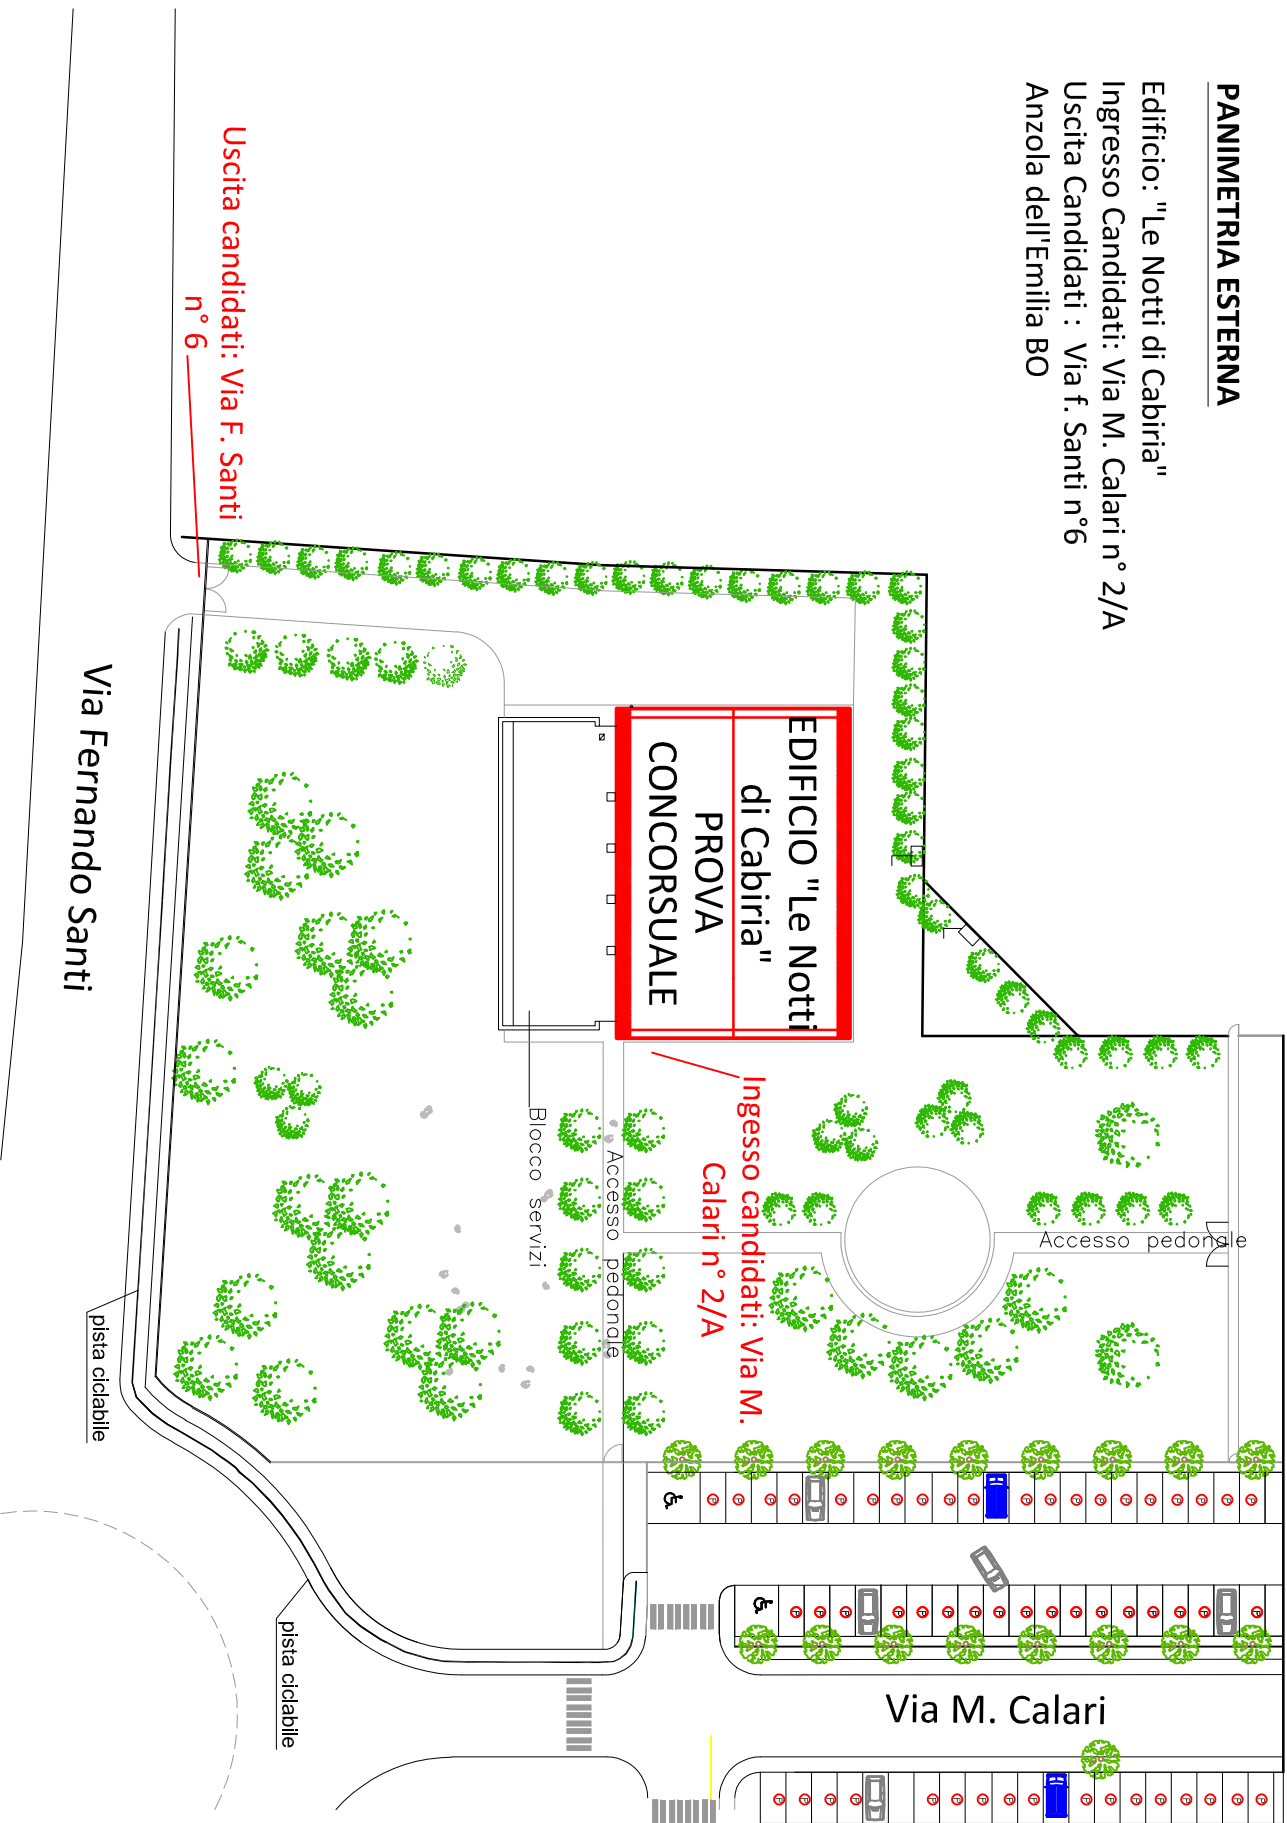 PANIMETRIA ESTERNA
Edificio: "Le Notti di Cabiria"
Ingresso Candidati: Via M. Calari n° 2/A
Uscita Candidati : Via f. Santi n°6
Anzola dell'Emilia BO
Uscita candidati: Via F. Santi
n° 6
EDIFICIO "Le Notti
di Cabiria"
PROVA
CONCORSUALE
Ingesso candidati: Via M.
Calari n° 2/A
Accesso pedonale
Accesso pedonale
Blocco servizi
Via Fernando Santi
pista ciclabile
pista ciclabile
Via M. Calari